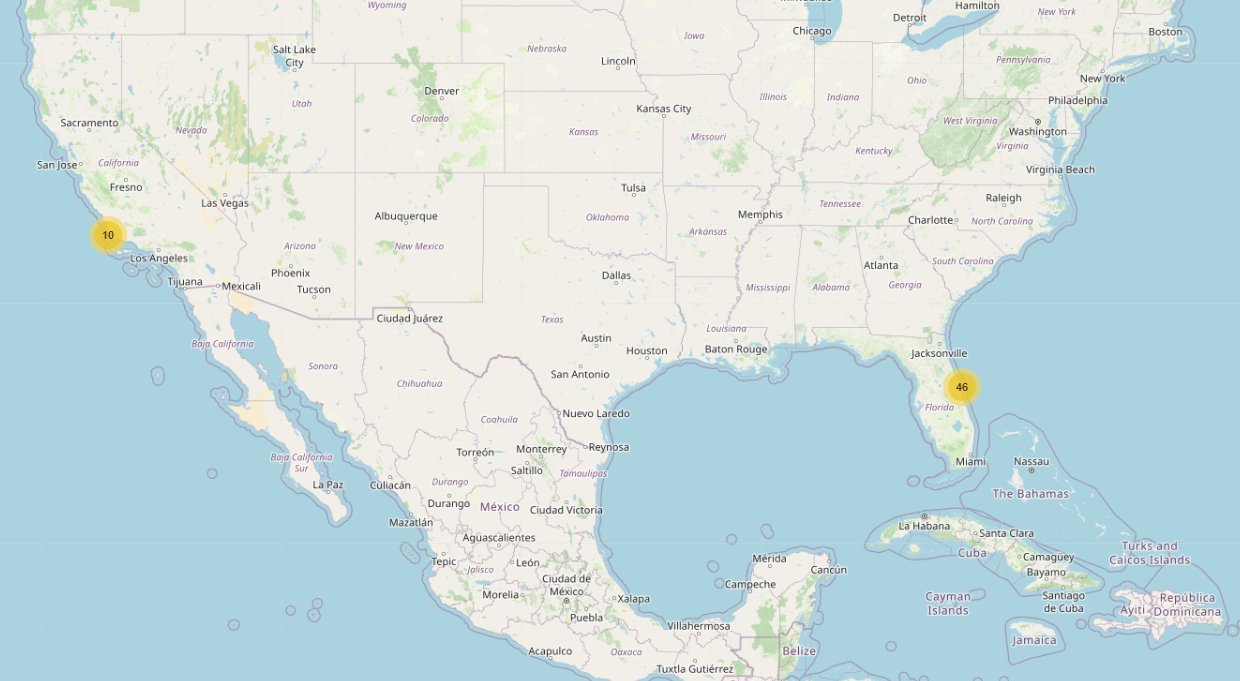 Wyoming
Hamilton
New York
Detroit
Boston
Chicago
Iowa
Nebraska
Salt Lake
City
Lincoln
Pennsylvania
New York
Ohio
Denver
Utah
Illinois
Indiana
Philadelphia
Kansas City
Colorado
West Virginia
Sacramento
Nevada
Kansas
Missouri
Washington
Virginia
Kentucky
San Jose
California
Virginia Beach
Fresno
Tulsa
Las Vegas
Raleigh
Tennessee
Albuquerque
Oklahoma
Memphis
Charlotte
North Carolina
10
Arkansas
Arizona
New Mexico
Los Angeles
South Carolina
Atlanta
Phoenix
Dallas
Tijuana
Mexicali
Tucson
Mississippi
Alabama
Georgia
Ciudad Juárez
Texas
Louisiana
Baja California
Austin
Houston
Baton Rouge
Jacksonville
Sonora
San Antonio
Chihuahua
46
Florida
Nuevo Laredo
Coahuila
Reynosa
Torreón
Monterrey
Baja California
Sur
Saltillo
Tamaulipas
Miami
Nassau
La Paz
Culiacán
Durango
Durango
México
Ciudad Victoria
The Bahamas
Mazatlán
La Habana
Santa Clara
Aguascalientes
Cuba
Turks and
Caicos Islands
Tepic
León
Mérida
Camagüey
Cancún
Jalisco
Bayamo
Ciudad de
México
Campeche
Morelia
Xalapa
Cayman
Islands
Santiago
de Cuba
República
Dominicana
Ayiti
Puebla
Villahermosa
Jamaica
Acapulco
Oaxaca
Belize
Tuxtla Gutiérrez